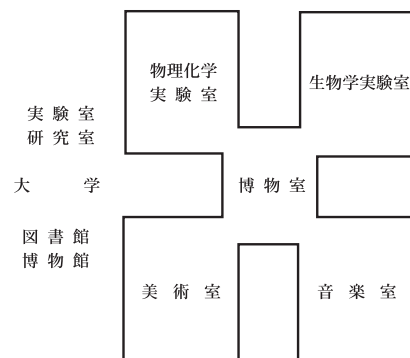 物理化学
実験室
生物学実験室
実験室
研究室
大学
博物室
図書館
博物館
美術室
音楽室